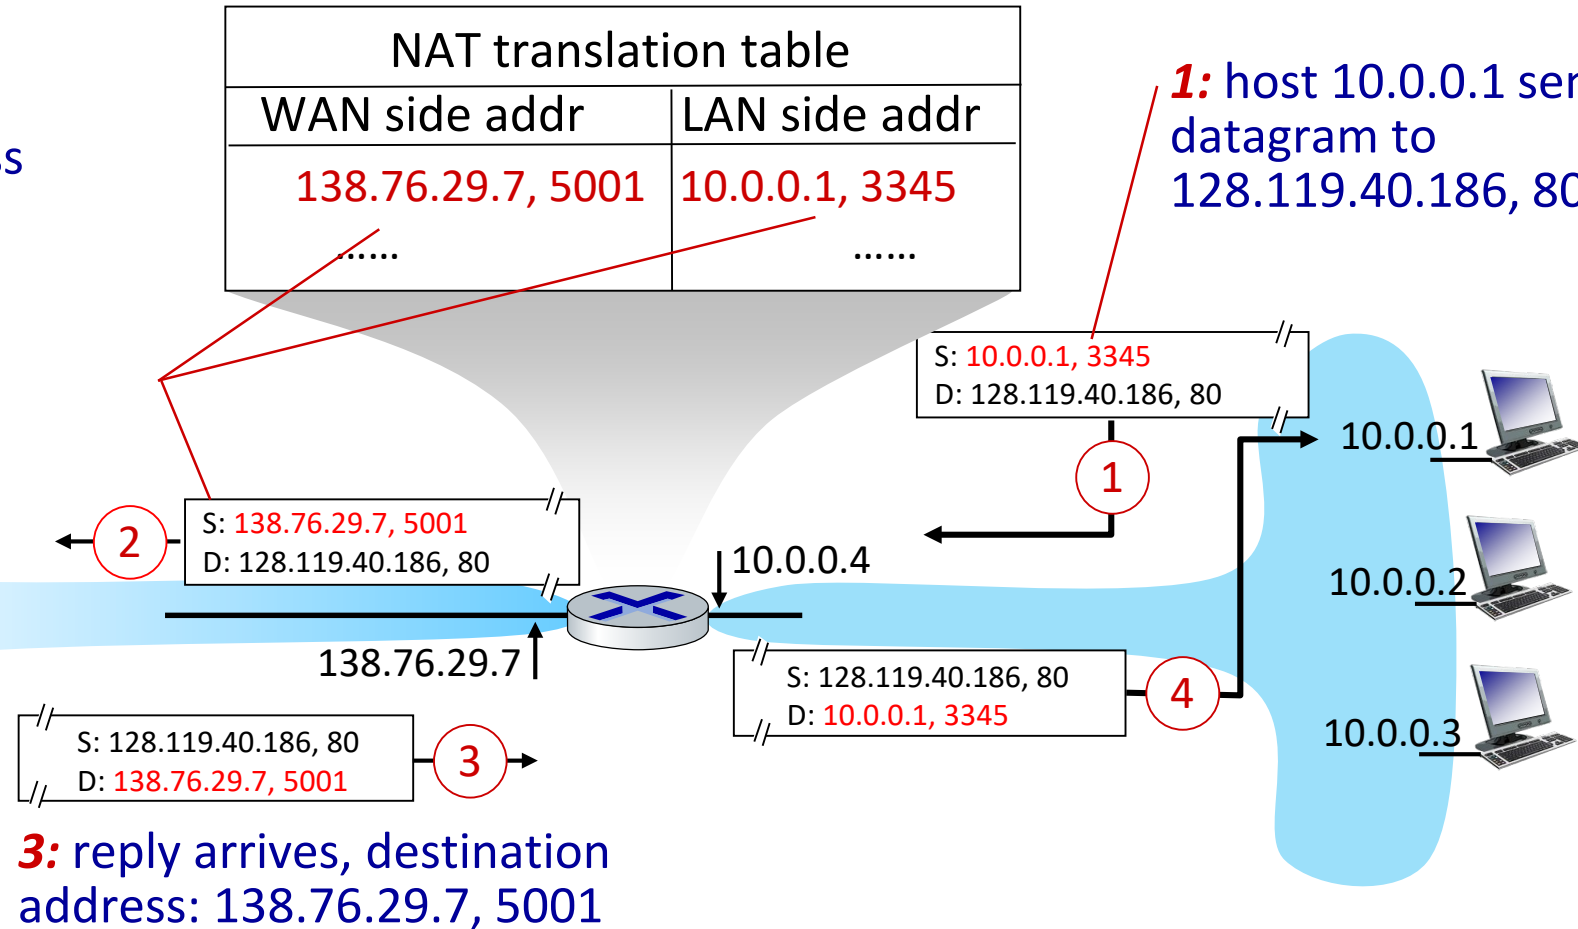 NAT translation table
WAN side addr LAN side addr
138.76.29.7, 5001 10.0.0.1, 3345
...... ......
1: host 10.0.0.1
datagram to
128.119.40.186, 80
S: 10.0.0.1, 3345
D: 128.119.40.186, 80
1
10.0.0.1
2
S: 138.76.29.7, 5001
D: 128.119.40.186, 80
10.0.0.4
10.0.0.2
138.76.29.7
S: 128.119.40.186, 80
D: 10.0.0.1, 3345
4
10.0.0.3
S: 128.119.40.186, 80
D: 138.76.29.7, 5001
3
3: reply arrives, destination
address: 138.76.29.7, 5001